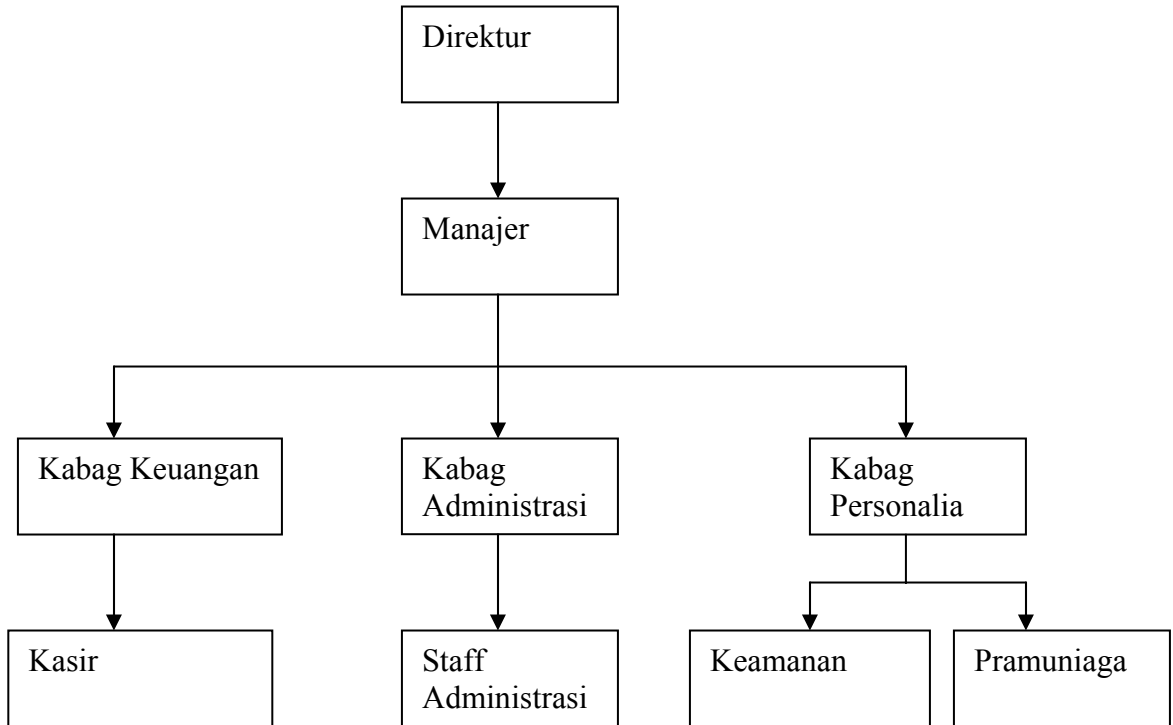 Direktur
Manajer
Kabag Keuangan
Kabag
Administrasi
Kabag
Personalia
Kasir
Staff
Administrasi
Keamanan
Pramuniaga